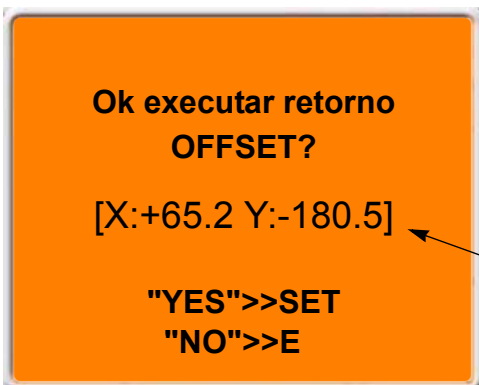 Ok executar retorno
OFFSET?
[X:+65.2 Y:-180.5]
"YES">>SET
"NO">>E